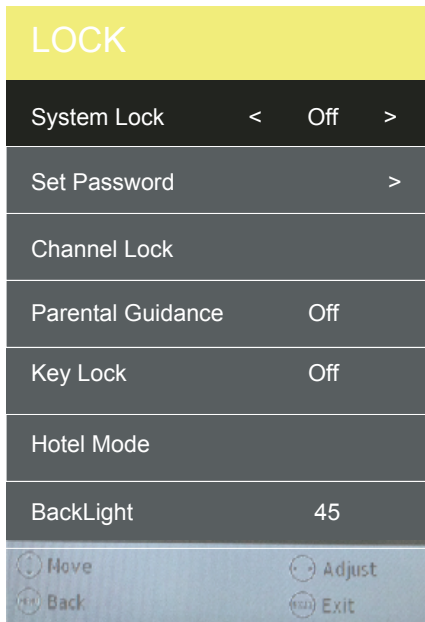 LOCK
System Lock < Off >
Set Password >
Channel Lock
Parental Guidance Off
Key Lock Off
Hotel Mode
BackLight 45
Move Adjust
Back Exit